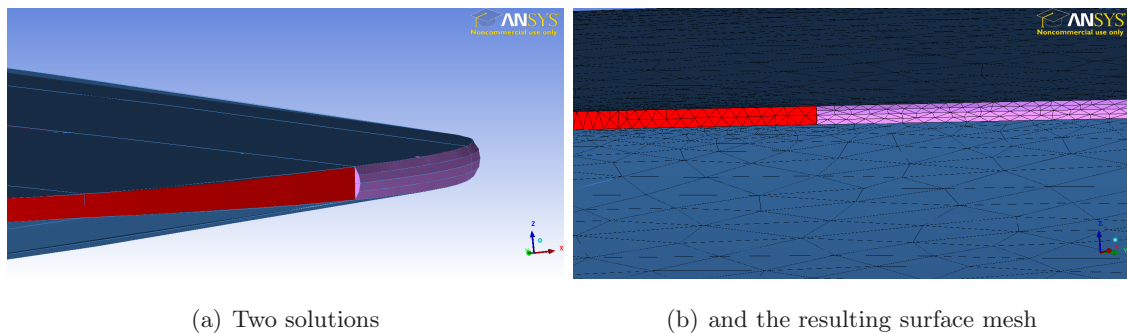 ANSYS
Noncommercial use only
ANSYS
Noncommercial use only
z
x
Y
z
Y
(a) Two solutions
(b) and the resulting surface mesh